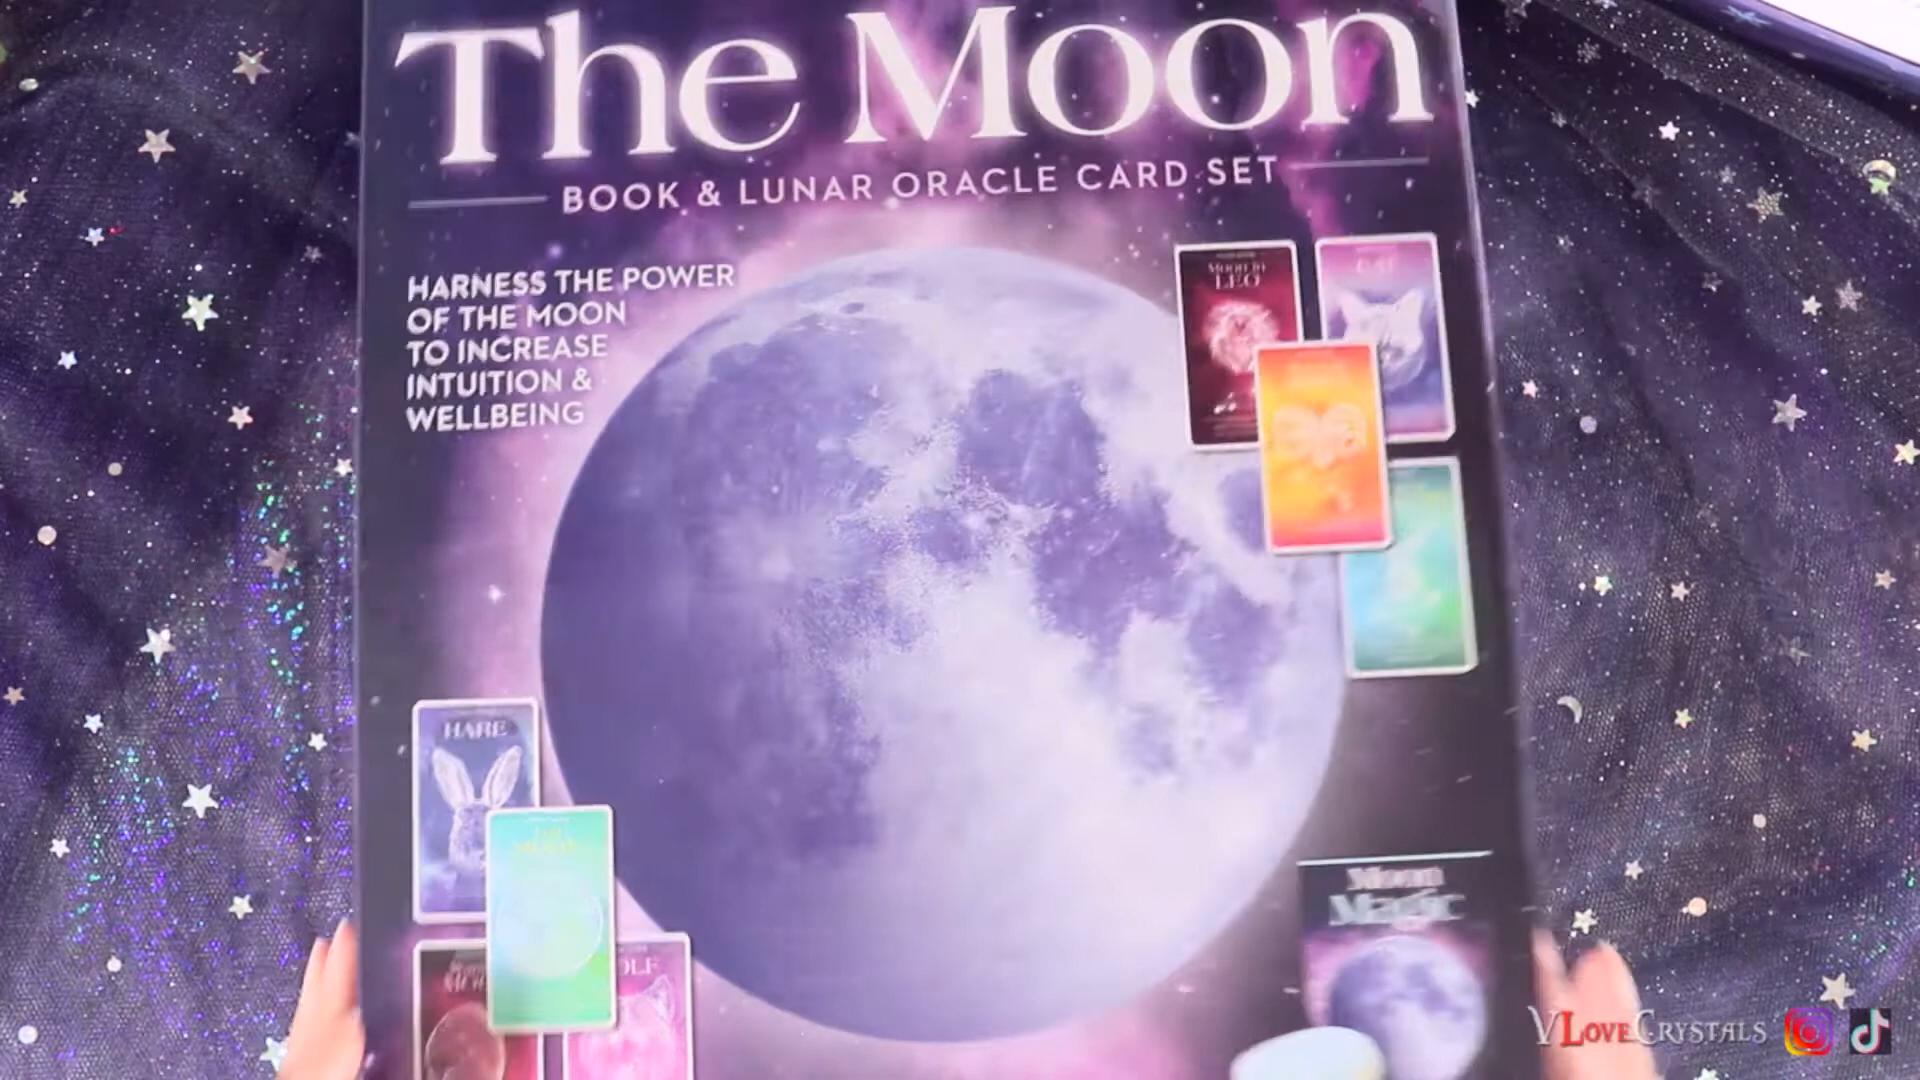 The Moon
BOOK & LUNAR ORACLE CARD SET
HARNESS THE POWER
OF THE MOON
TO INCREASE
INTUITION &
WELLBEING
Moon in
LEO
CAT
HARE
Moon
Magic
VLOVECRYSTALS